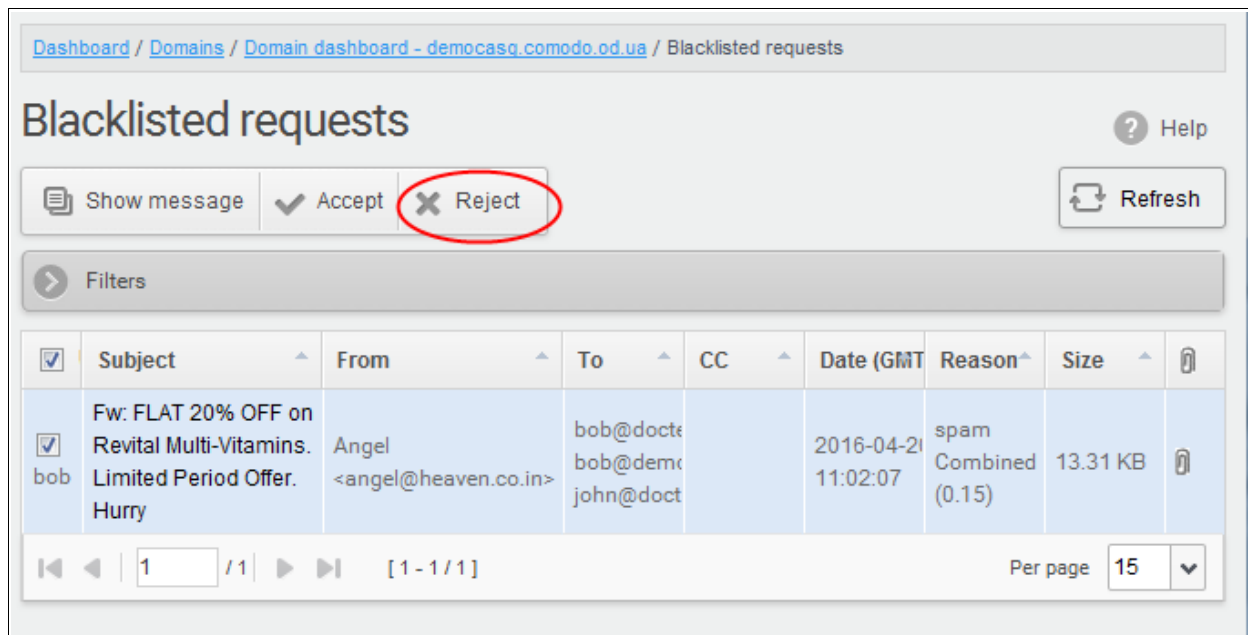 Dashboard / Domains / Domain dashboard - democasg.comodo.od.ua / Blacklisted requests
Blacklisted requests
Help
Show message Accept Reject Refresh
Filters
Subject From To CC Date (GMT Reason Size
Fw: FLAT 20% OFF on
Revital Multi-Vitamins.
Limited Period Offer.
Hurry
bob
Angel
<angel@heaven.co.in>
bob@docte
bob@demo
john@doct
2016-04-20
11:02:07
spam
Combined
(0.15)
13.31 KB
1 / 1 [ 1 - 1 / 1 ] Per page 15